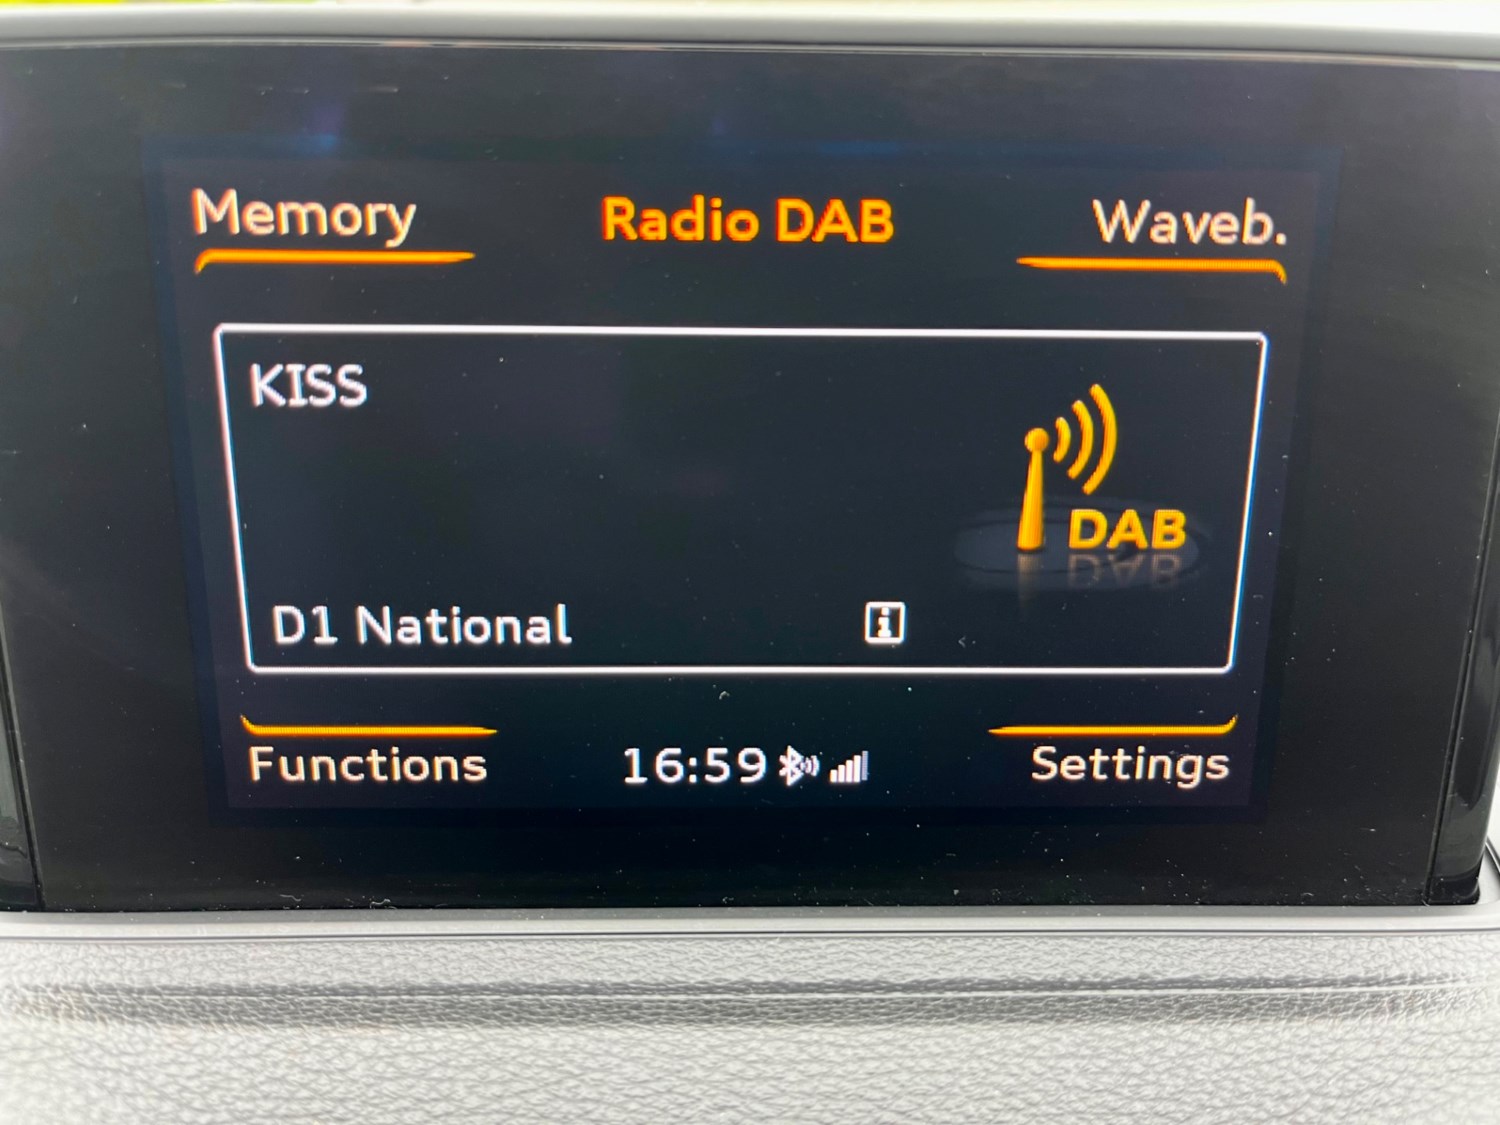 Memory
Radio DAB
Waveb.
KISS
DAB
D1 National
i
Functions
16:59
Settings